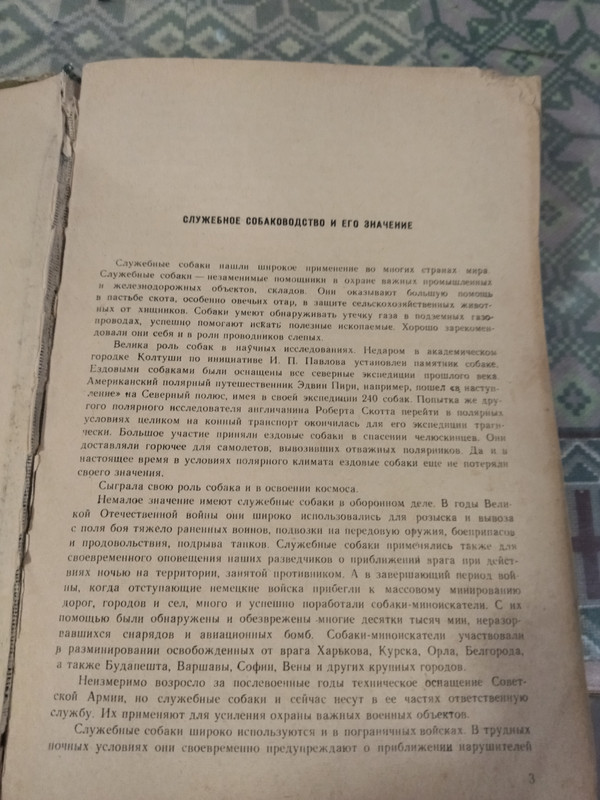 СЛУЖЕБНОЕ СОБАКОВОДСТВО И ЕГО ЗНАЧЕНИЕ
Служебные собаки нашли широкое применение во многих странах мира.
Служебные собаки — незаменимые помощники в охране важных промышленных
и железнодорожных объектов, складов. Они оказывают большую помощь
в пастьбе скота, особенно овечьих отар, в защите сельскохозяйственных живот-
ных от хищников. Собаки умеют обнаруживать утечку газа в подземных газо-
проводах, успешно помогают искать полезные ископаемые. Хорошо зарекомен-
довали они себя и в роли проводников слепых.
Велика роль собак в научных исследованиях. Недаром в академическом
городке Колтуши по инициативе И. П. Павлова установлен памятник собаке.
Ездовыми собаками были оснащены все северные экспедиции прошлого века.
Американский полярный путешественник Эдвин Пири, например, пошел «в наступ-
ление» на Северный полюс, имея в своей экспедиции 240 собак. Попытка же дру-
гого полярного исследователя англичанина Роберта Скотта перейти в полярных
условиях целиком на конный транспорт окончилась для его экспедиции траги-
чески. Большое участие приняли ездовые собаки в спасении челюскинцев. Они
доставляли горючее для самолетов, вывозивших отважных полярников. Да и в
настоящее время в условиях полярного климата ездовые собаки еще не потеряли
своего значения.
Сыграла свою роль собака и в освоении космоса.
Немалое значение имеют служебные собаки в оборонном деле. В годы Вели-
кой Отечественной войны они широко использовались для розыска и вывоза
с поля боя тяжело раненных воинов, подвозки на передовую оружия, боеприпасов
и продовольствия, подрыва танков. Служебные собаки применялись также для
своевременного оповещения наших разведчиков о приближении врага при дейст-
виях ночью на территории, занятой противником. А в завершающий период вой-
ны, когда отступающие немецкие войска прибегли к массовому минированию
дорог, городов и сел, много и успешно поработали собаки-миноискатели. С их
помощью были обнаружены и обезврежены многие десятки тысяч мин, неразор-
вавшихся снарядов и авиационных бомб. Собаки-миноискатели участвовали
в разминировании освобожденных от врага Харькова, Курска, Орла, Белгорода,
а также Будапешта, Варшавы, Софии, Вены и других крупных городов.
Неизмеримо возросло за послевоенные годы техническое оснащение Совет-
ской Армии, но служебные собаки и сейчас несут в ее частях ответственную
службу. Их применяют для усиления охраны важных военных объектов.
Служебные собаки широко используются и в пограничных войсках. В трудных
ночных условиях они своевременно предупреждают о приближении нарушителей
3